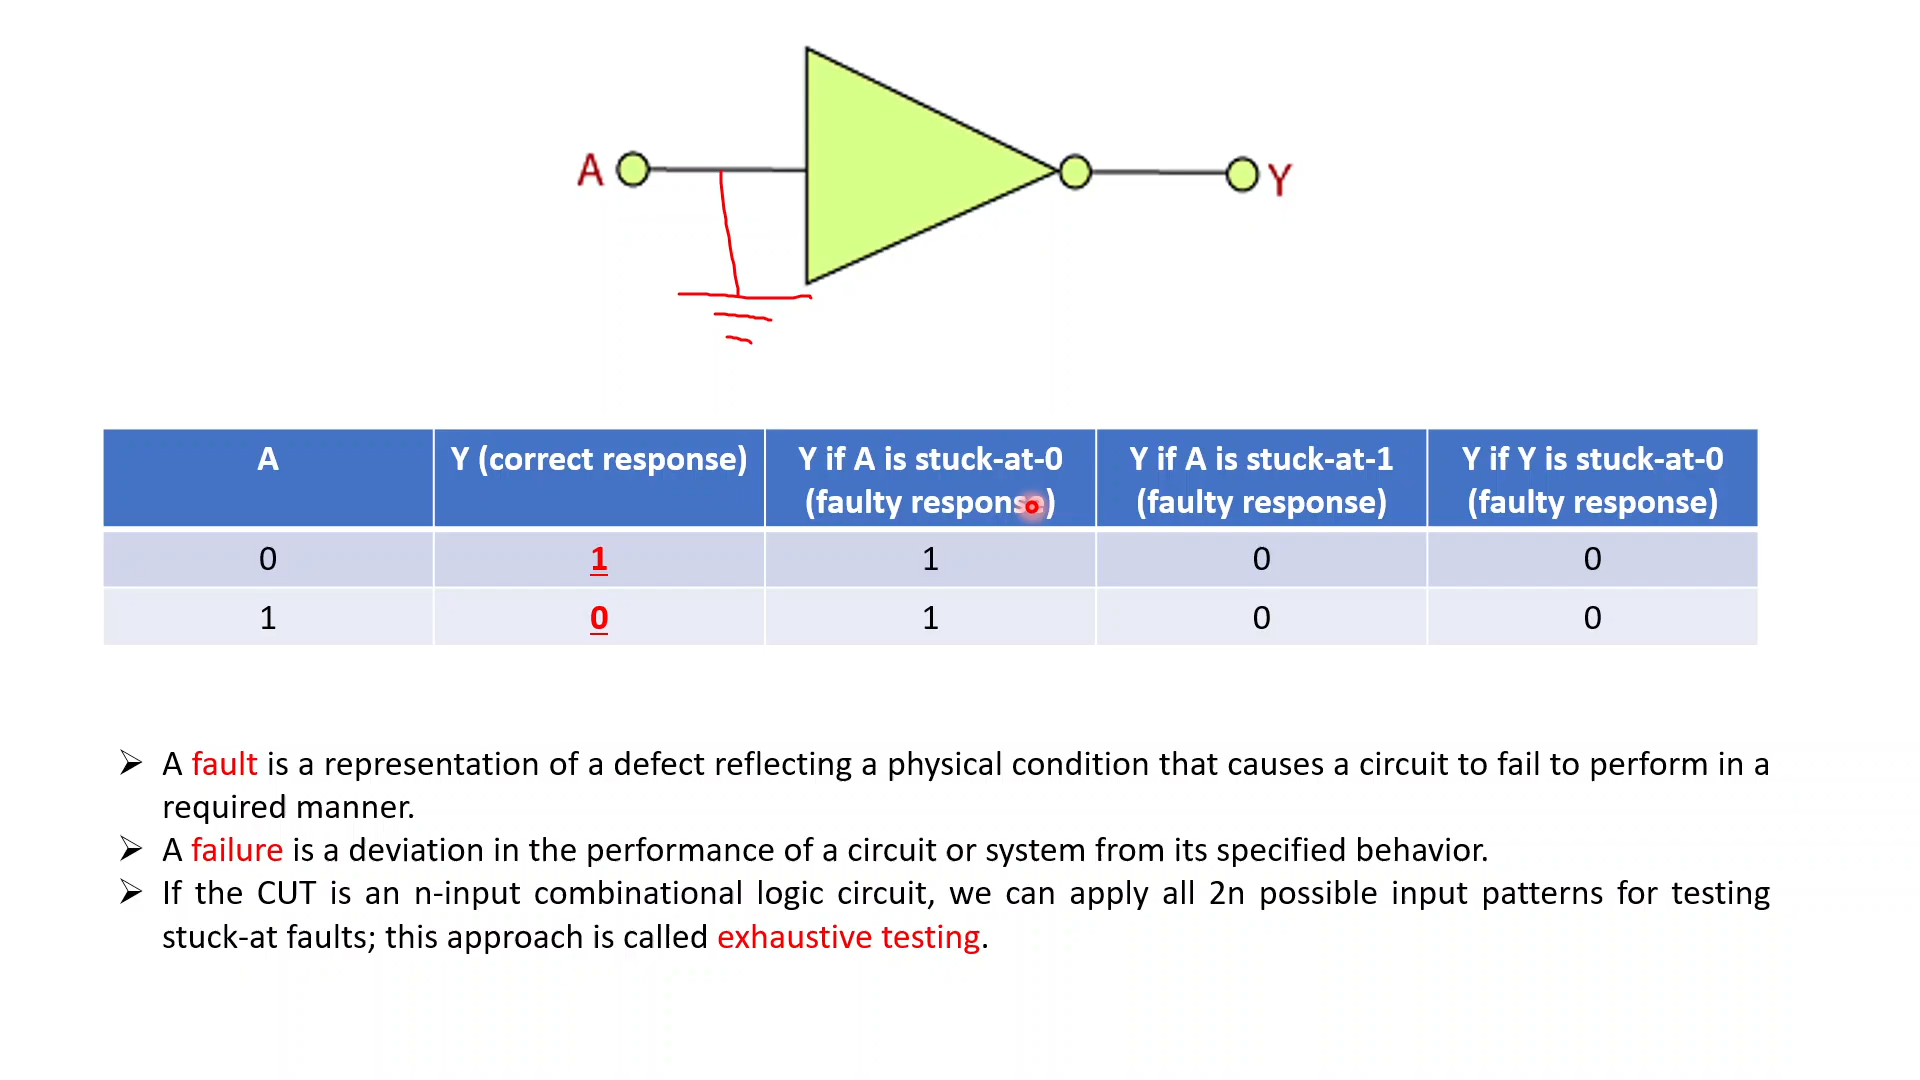 A
Y
A
Y (correct response)
Y if A is stuck-at-0
(faulty response)
Y if A is stuck-at-1
(faulty response)
Y if Y is stuck-at-0
(faulty response)
0 1 1 0 0
1 0 1 0 0
➢ A fault is a representation of a defect reflecting a physical condition that causes a circuit to fail to perform in a
required manner.
➢ A failure is a deviation in the performance of a circuit or system from its specified behavior.
➢ If the CUT is an n-input combinational logic circuit, we can apply all 2n possible input patterns for testing
stuck-at faults; this approach is called exhaustive testing.